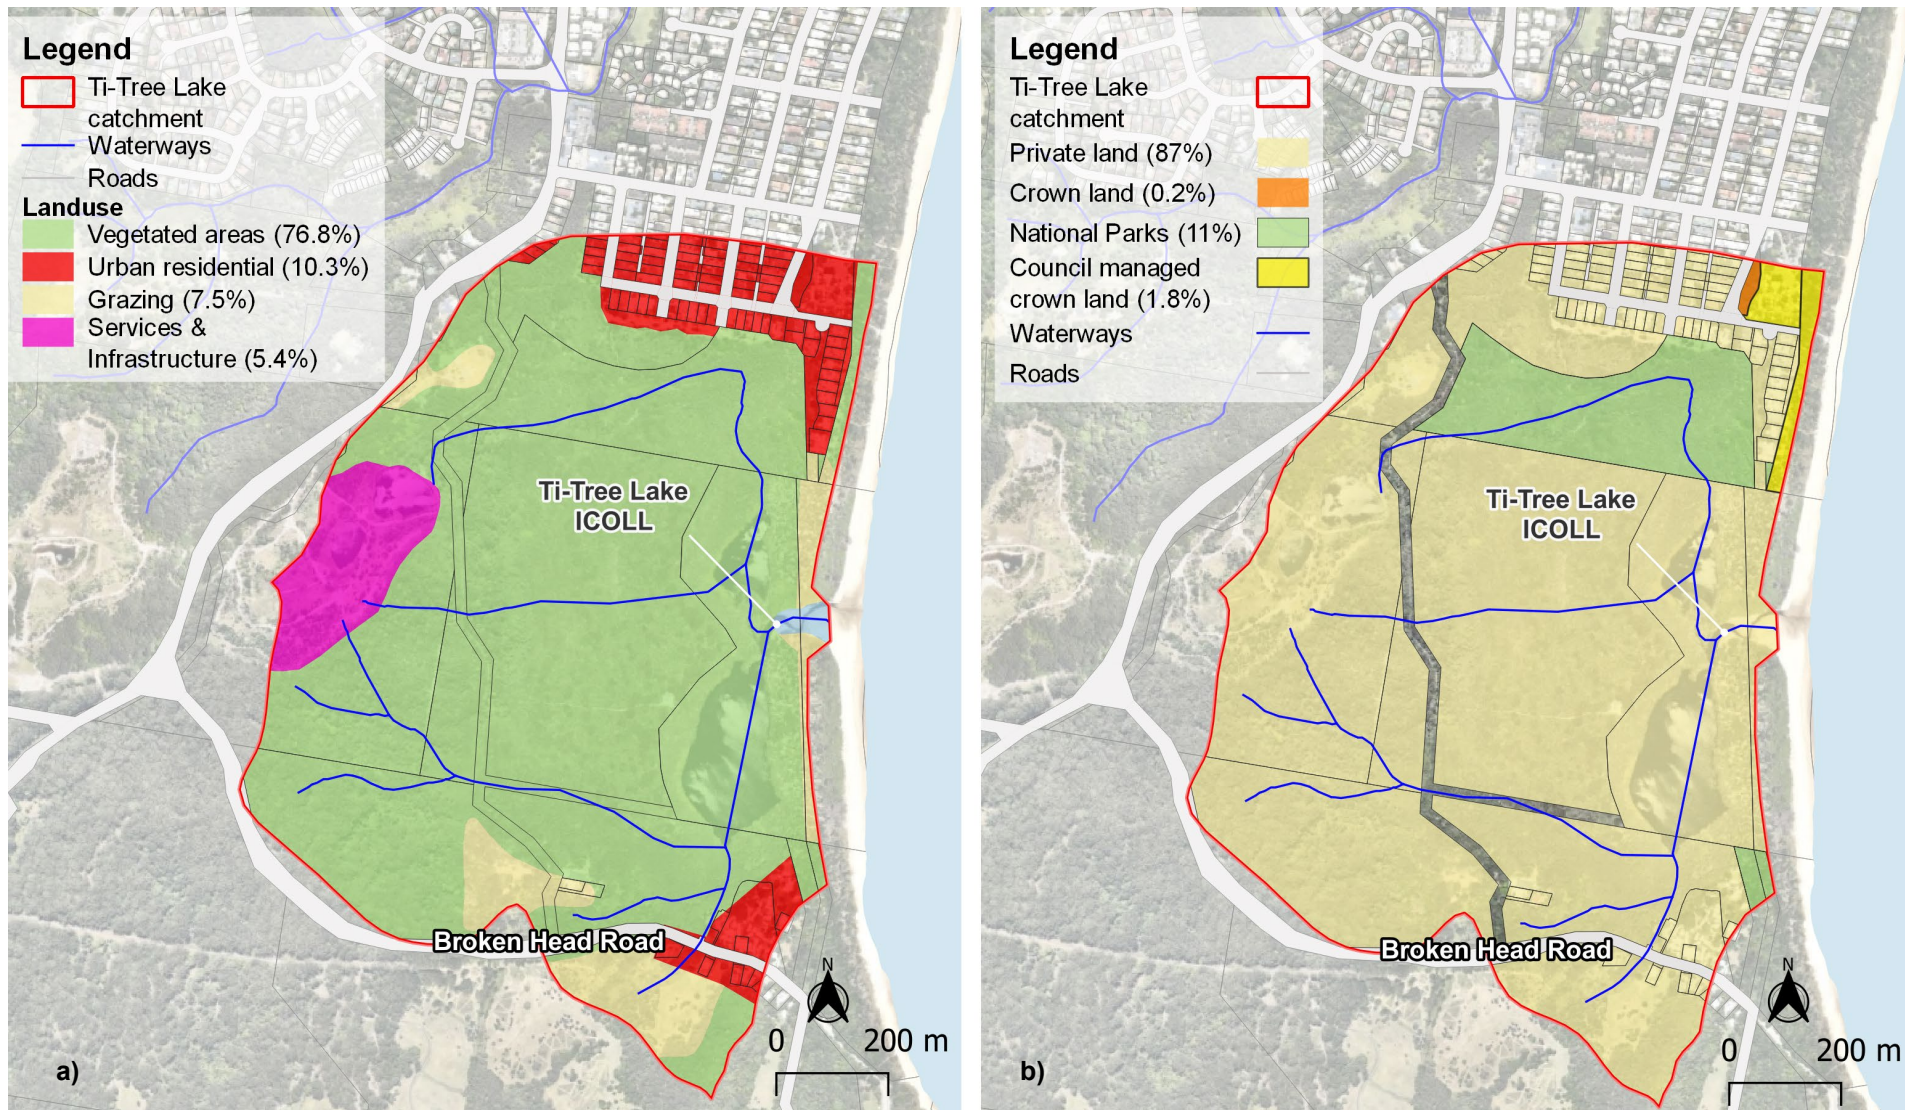 Legend
Ti-Tree Lake
catchment
Waterways
Roads
Landuse
Vegetated areas (76.8%)
Urban residential (10.3%)
Grazing (7.5%)
Services &
Infrastructure (5.4%)
Ti-Tree Lake
ICOLL
Broken Head Road
N
0 200 m
a)
Legend
Ti-Tree Lake
catchment
Private land (87%)
Crown land (0.2%)
National Parks (11%)
Council managed
crown land (1.8%)
Waterways
Roads
Ti-Tree Lake
ICOLL
Broken Head Road
N
0 200 m
b)